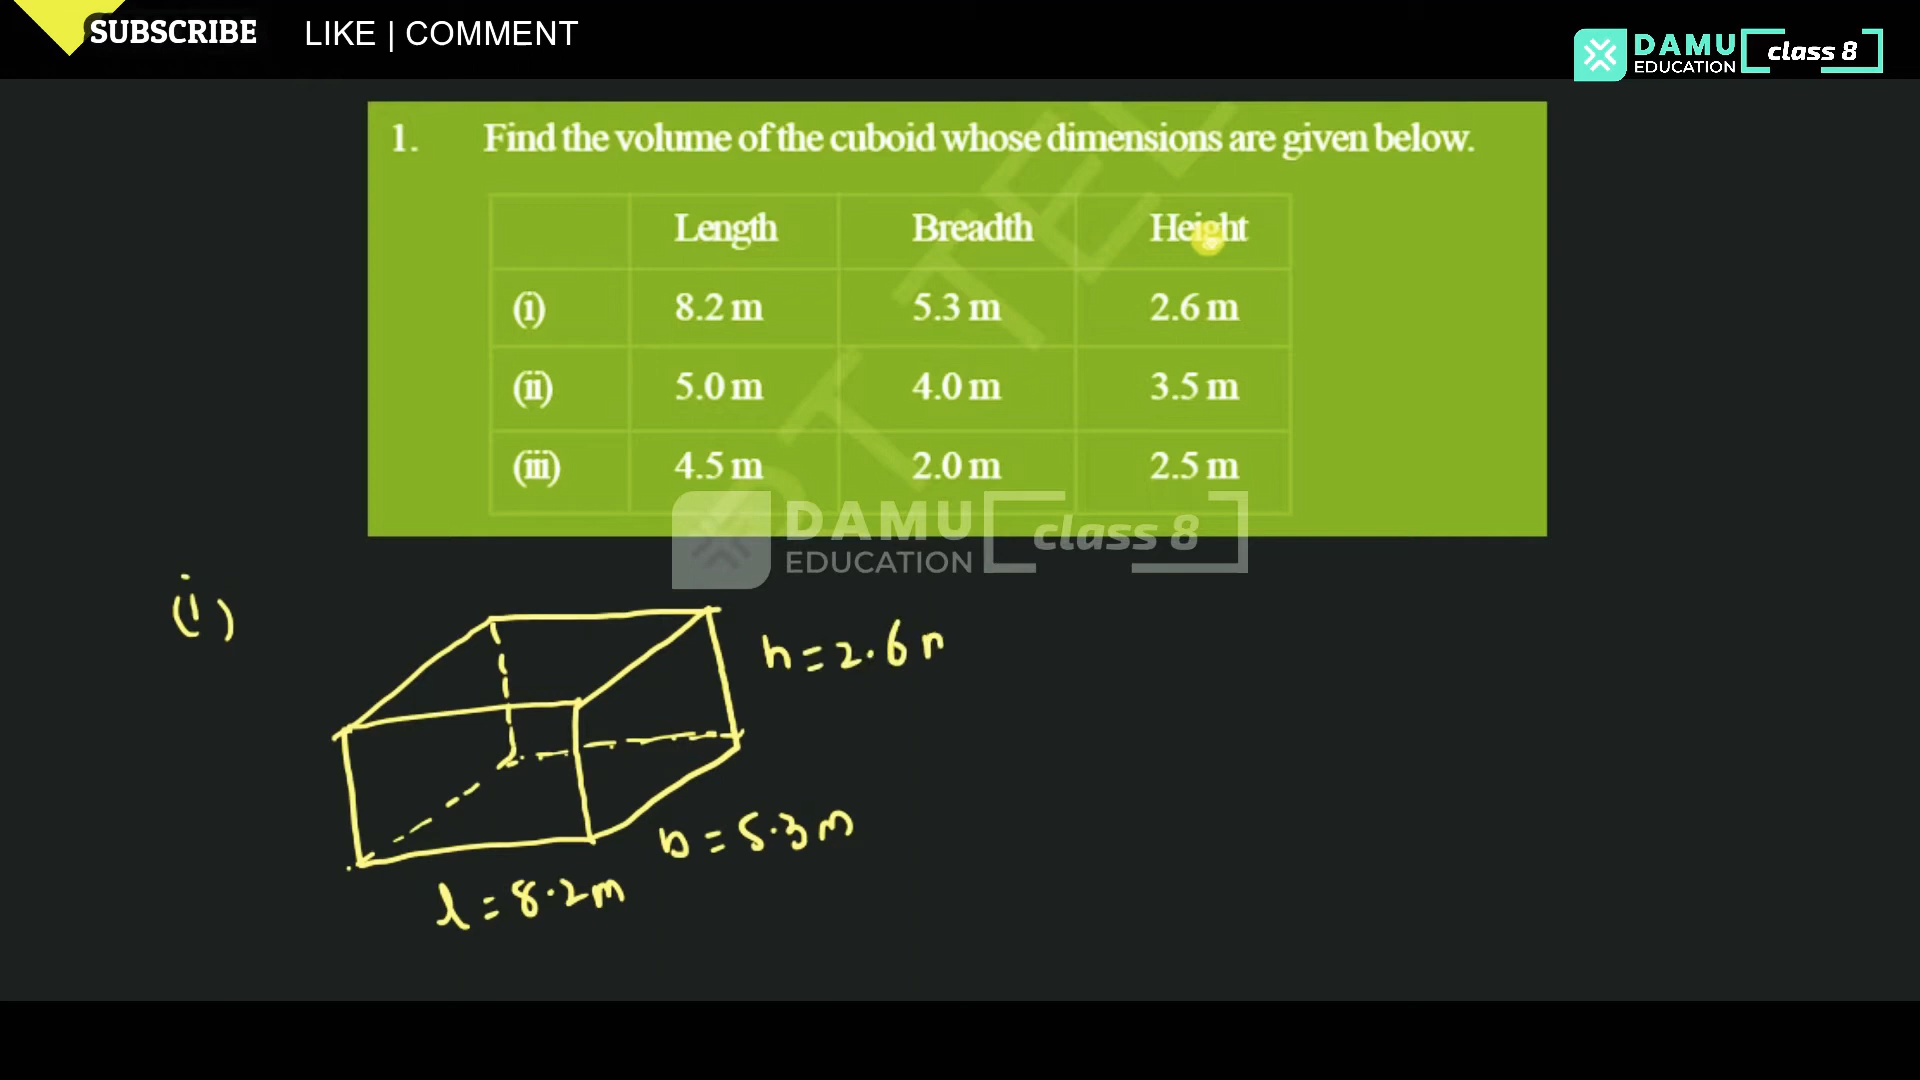 SUBSCRIBE LIKE | COMMENT
DAMU EDUCATION class 8
1. Find the volume of the cuboid whose dimensions are given below.
Length Breadth Height
(i) 8.2 m 5.3 m 2.6 m
(ii) 5.0 m 4.0 m 3.5 m
(iii) 4.5 m 2.0 m 2.5 m
DAMU EDUCATION class 8
(i)
h = 2.6 m
b = 5.3 m
l = 8.2 m